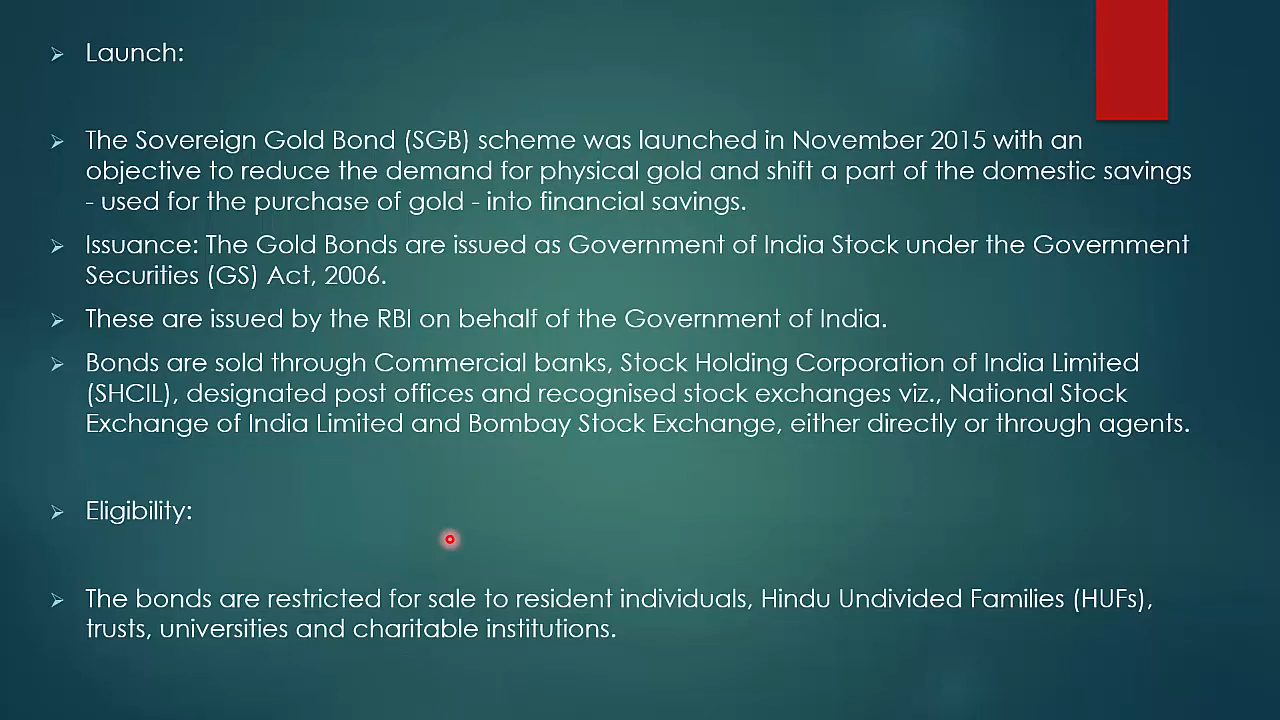 Launch:
The Sovereign Gold Bond (SGB) scheme was launched in November 2015 with an
objective to reduce the demand for physical gold and shift a part of the domestic savings
- used for the purchase of gold - into financial savings.
Issuance: The Gold Bonds are issued as Government of India Stock under the Government
Securities (GS) Act, 2006.
These are issued by the RBI on behalf of the Government of India.
Bonds are sold through Commercial banks, Stock Holding Corporation of India Limited
(SHCIL), designated post offices and recognised stock exchanges viz., National Stock
Exchange of India Limited and Bombay Stock Exchange, either directly or through agents.
Eligibility:
The bonds are restricted for sale to resident individuals, Hindu Undivided Families (HUFs),
trusts, universities and charitable institutions.